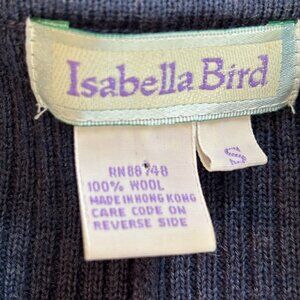 Isabella Bird
S
RN88748
100% WOOL
MADE IN HONG KONG
CARE CODE ON
REVERSE SIDE